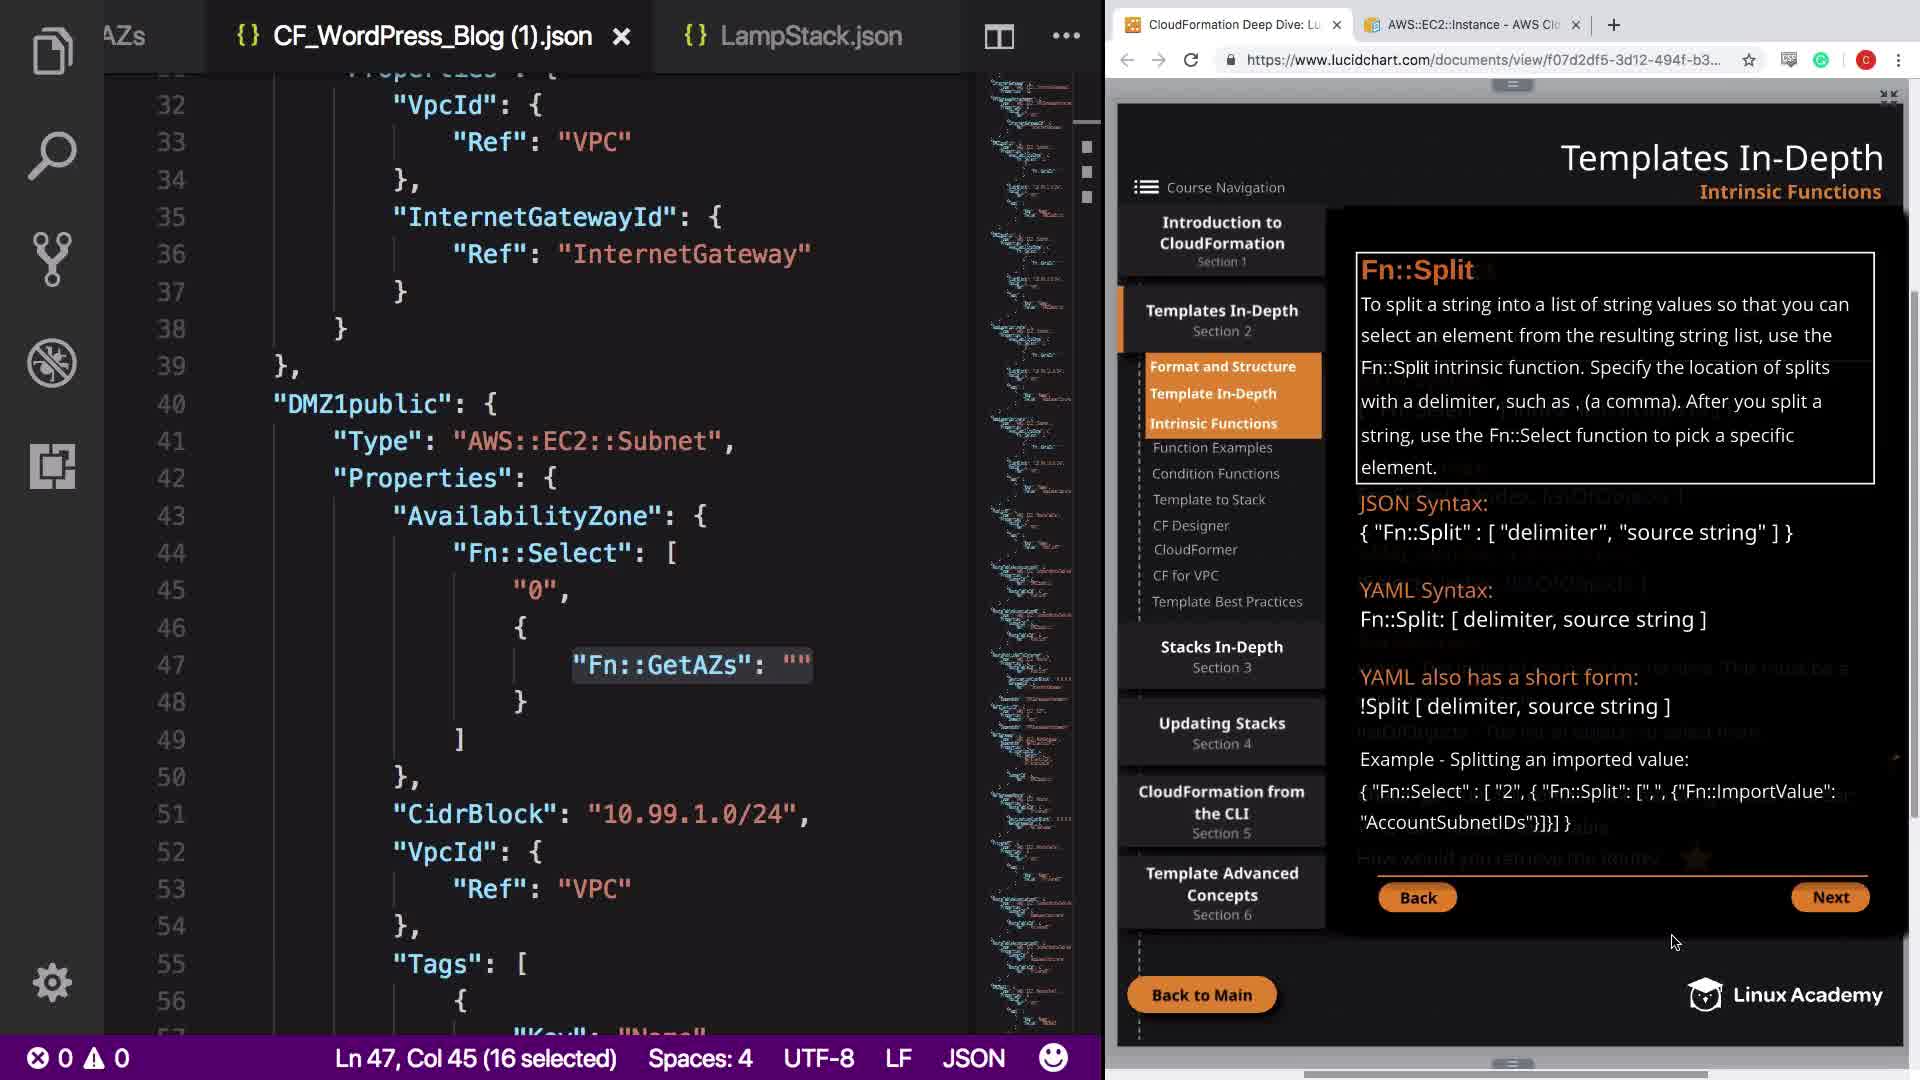 AZs
{} CF_WordPress_Blog (1).json ×
{} LampStack.json
32 "VpcId": {
33 "Ref": "VPC"
34 },
35 "InternetGatewayId": {
36 "Ref": "InternetGateway"
37 }
38 }
39 },
40 "DMZ1public": {
41 "Type": "AWS::EC2::Subnet",
42 "Properties": {
43 "AvailabilityZone": {
44 "Fn::Select": [
45 "0",
46 {
47 "Fn::GetAZs": ""
48 }
49 ]
50 },
51 "CidrBlock": "10.99.1.0/24",
52 "VpcId": {
53 "Ref": "VPC"
54 },
55 "Tags": [
56 {
0 0 Ln 47, Col 45 (16 selected) Spaces: 4 UTF-8 LF JSON
CloudFormation Deep Dive: Lu
AWS::EC2::Instance - AWS Clo
https://www.lucidchart.com/documents/view/f07d2df5-3d12-494f-b3...
C
Templates In-Depth
Intrinsic Functions
Course Navigation
Introduction to
CloudFormation
Section 1
Templates In-Depth
Section 2
Format and Structure
Template In-Depth
Intrinsic Functions
Function Examples
Condition Functions
Template to Stack
CF Designer
CloudFormer
CF for VPC
Template Best Practices
Stacks In-Depth
Section 3
Updating Stacks
Section 4
CloudFormation from
the CLI
Section 5
Template Advanced
Concepts
Section 6
Back to Main
Fn::Split
To split a string into a list of string values so that you can
select an element from the resulting string list, use the
Fn::Split intrinsic function. Specify the location of splits
with a delimiter, such as , (a comma). After you split a
string, use the Fn::Select function to pick a specific
element.
JSON Syntax:
{ "Fn::Split" : [ "delimiter", "source string" ] }
YAML Syntax:
Fn::Split: [ delimiter, source string ]
YAML also has a short form:
!Split [ delimiter, source string ]
Example - Splitting an imported value:
{ "Fn::Select" : [ "2", { "Fn::Split": [",", {"Fn::ImportValue":
"AccountSubnetIDs"}]}] }
Back
Next
Linux Academy